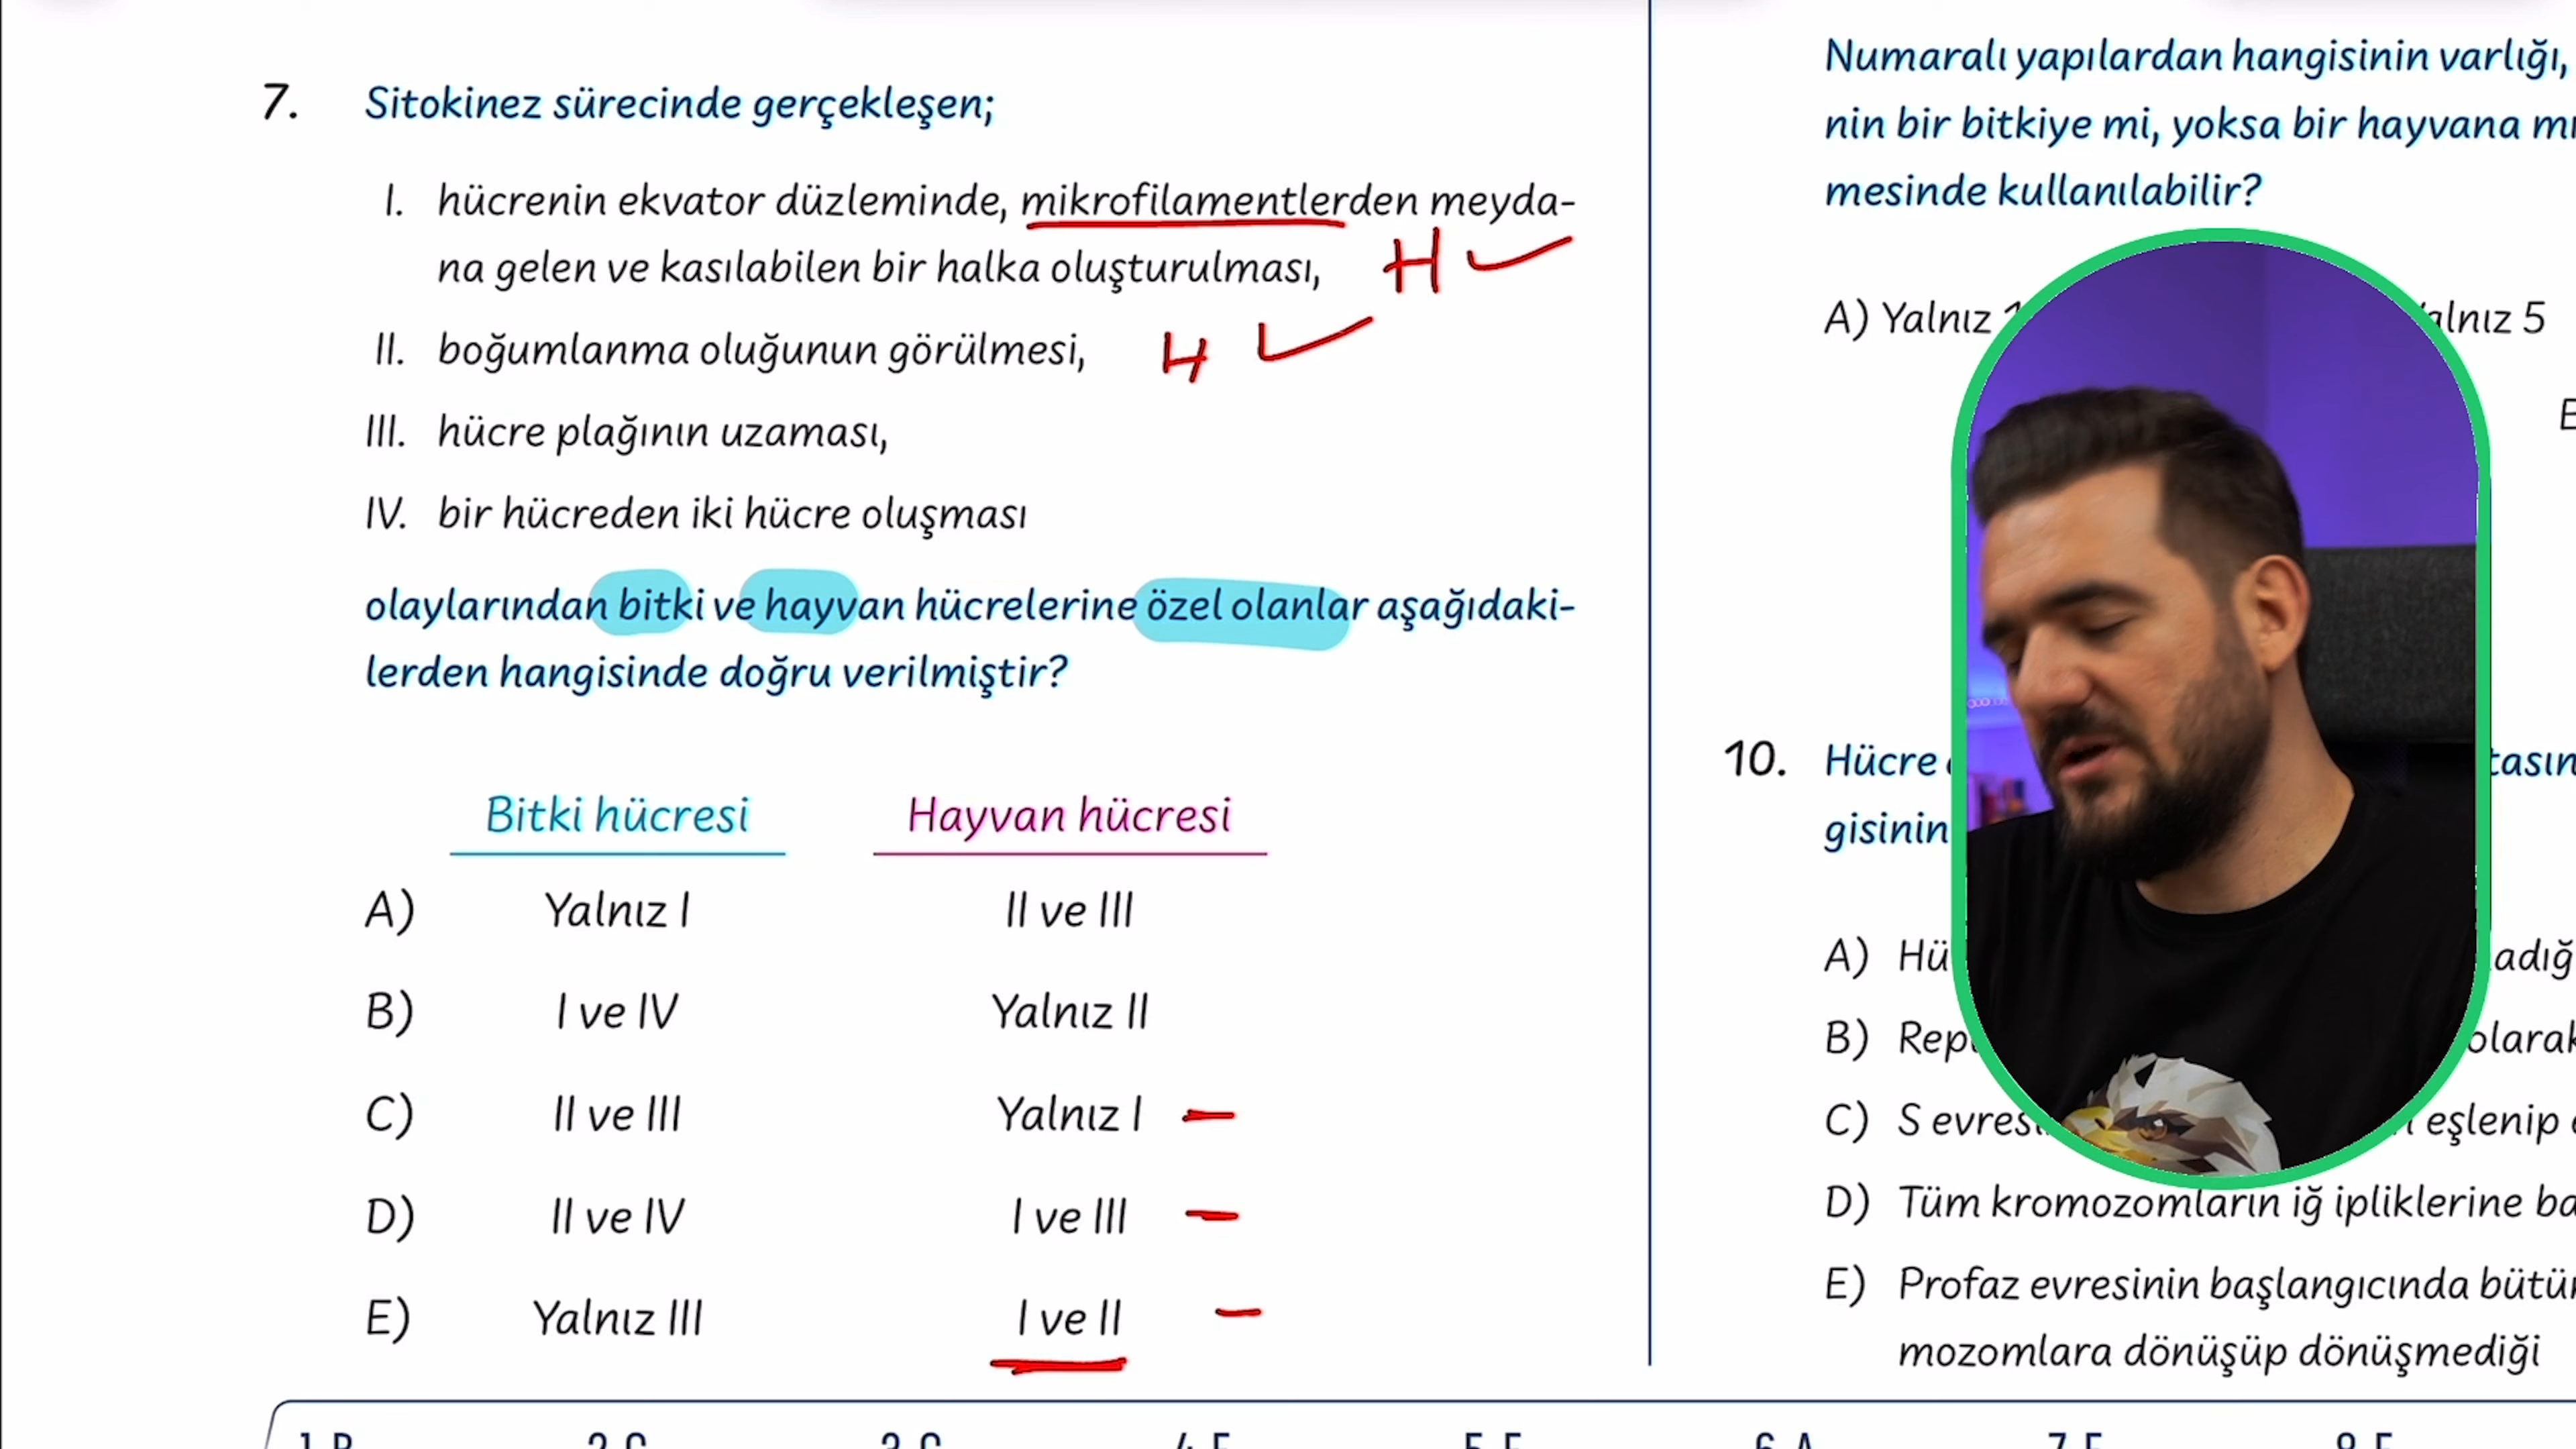 7. Sitokinez sürecinde gerçekleşen;
I. hücrenin ekvator düzleminde, mikrofilamentlerden meyda-
na gelen ve kasılabilen bir halka oluşturulması, H
II. boğumlanma oluğunun görülmesi, H
III. hücre plağının uzaması,
IV. bir hücreden iki hücre oluşması
olaylarından bitki ve hayvan hücrelerine özel olanlar aşağıdaki-
lerden hangisinde doğru verilmiştir?
Bitki hücresi Hayvan hücresi
A) Yalnız I II ve III
B) I ve IV Yalnız II
C) II ve III Yalnız I
D) II ve IV I ve III
E) Yalnız III I ve II
Numaralı yapılardan hangisinin varlığı,
nin bir bitkiye mi, yoksa bir hayvana
mesinde kullanılabilir?
A) Yalnız 5
10. Hücre
gisinin
A)
B)
C) S
eşlenip
D) Tüm kromozomların iğ ipliklerine
E) Profaz evresinin başlangıcında
mozomlara dönüşüp dönüşmediği